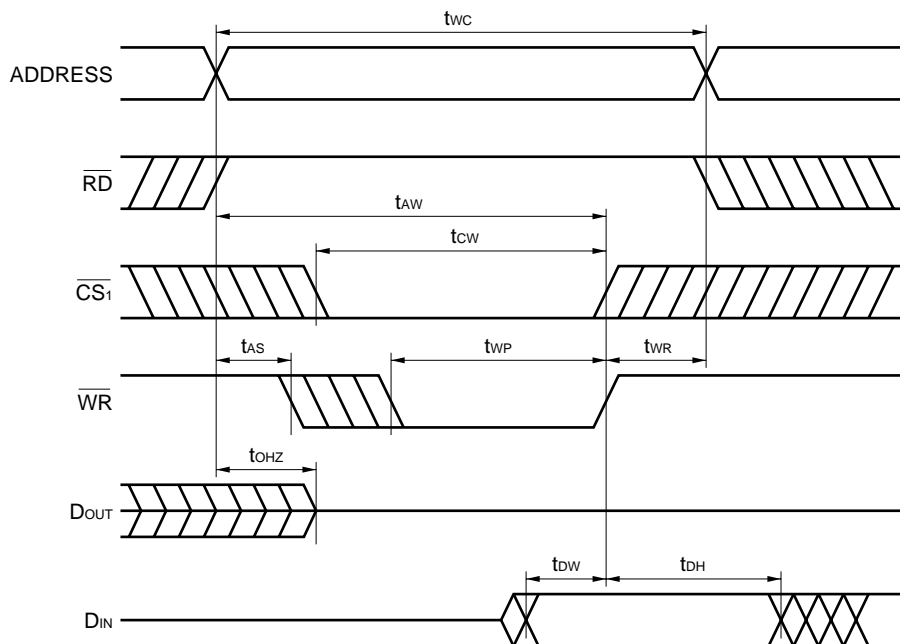 tWC
ADDRESS
RD
tAW
tCW
CS1
tAS
tWP
tWR
WR
tOHZ
DOUT
tDW
tDH
DIN